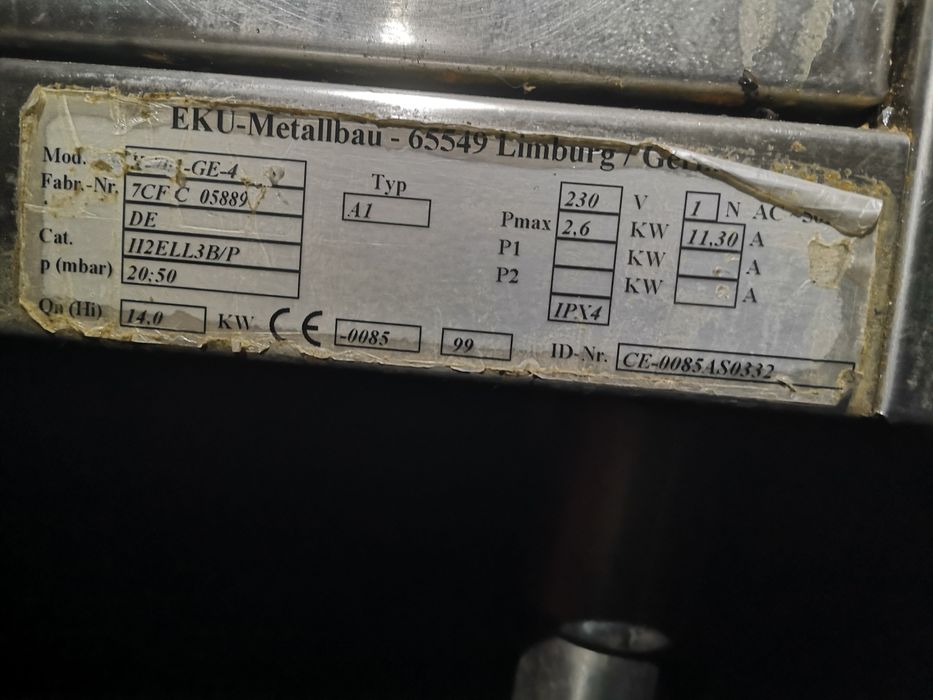 EKU-Metallbau - 65549 Limburg /
Mod. -GE-4
Fabr.-Nr. 7CF C 05889
DE
Cat. II2ELL3B/P
p (mbar) 20;50
Qn (Hi) 14.0 KW CE -0085 99
Typ
A1
230 V 1 N AC
Pmax 2,6 KW 11,30 A
P1 KW A
P2 KW A
IPX4
ID-Nr. CE-0085AS0332